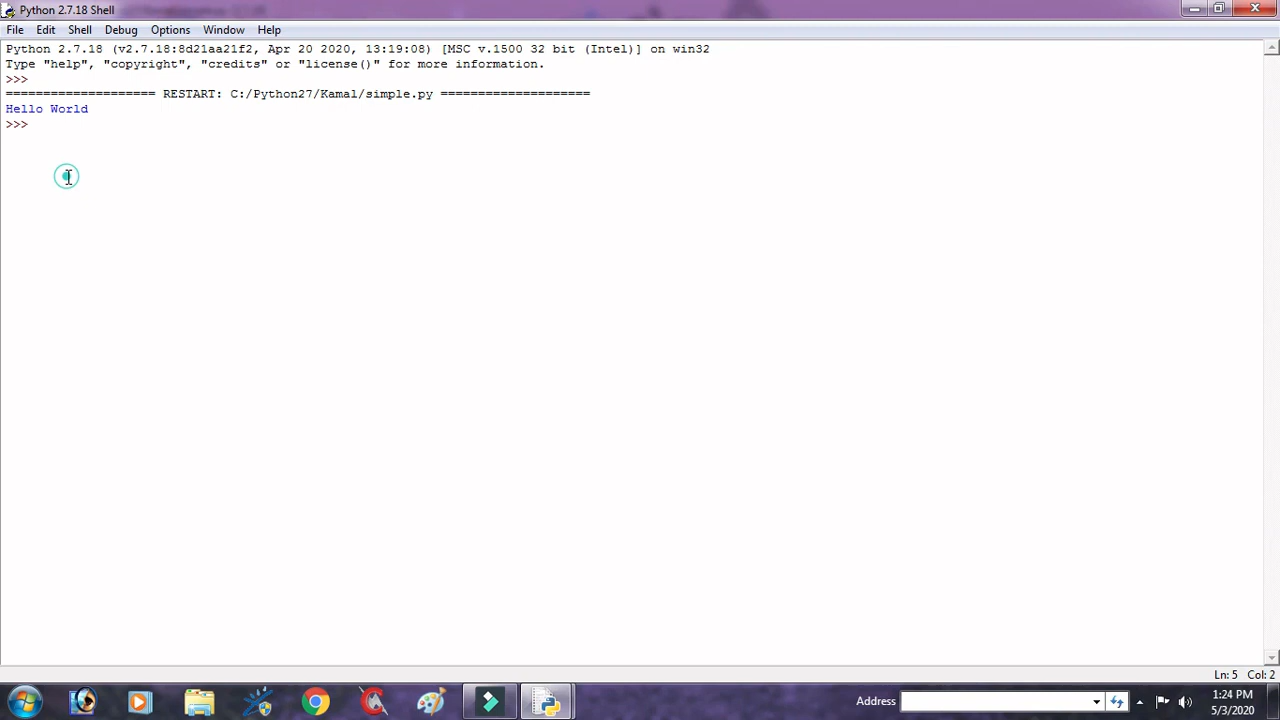 Python 2.7.18 Shell
File Edit Shell Debug Options Window Help
Python 2.7.18 (v2.7.18:8d21aa21f2, Apr 20 2020, 13:19:08) [MSC v.1500 32 bit (Intel)] on win32
Type "help", "copyright", "credits" or "license()" for more information.
>>>
==================== RESTART: C:/Python27/Kamal/simple.py ====================
Hello World
>>>
Ln: 5 Col: 2
Address
1:24 PM
5/3/2020